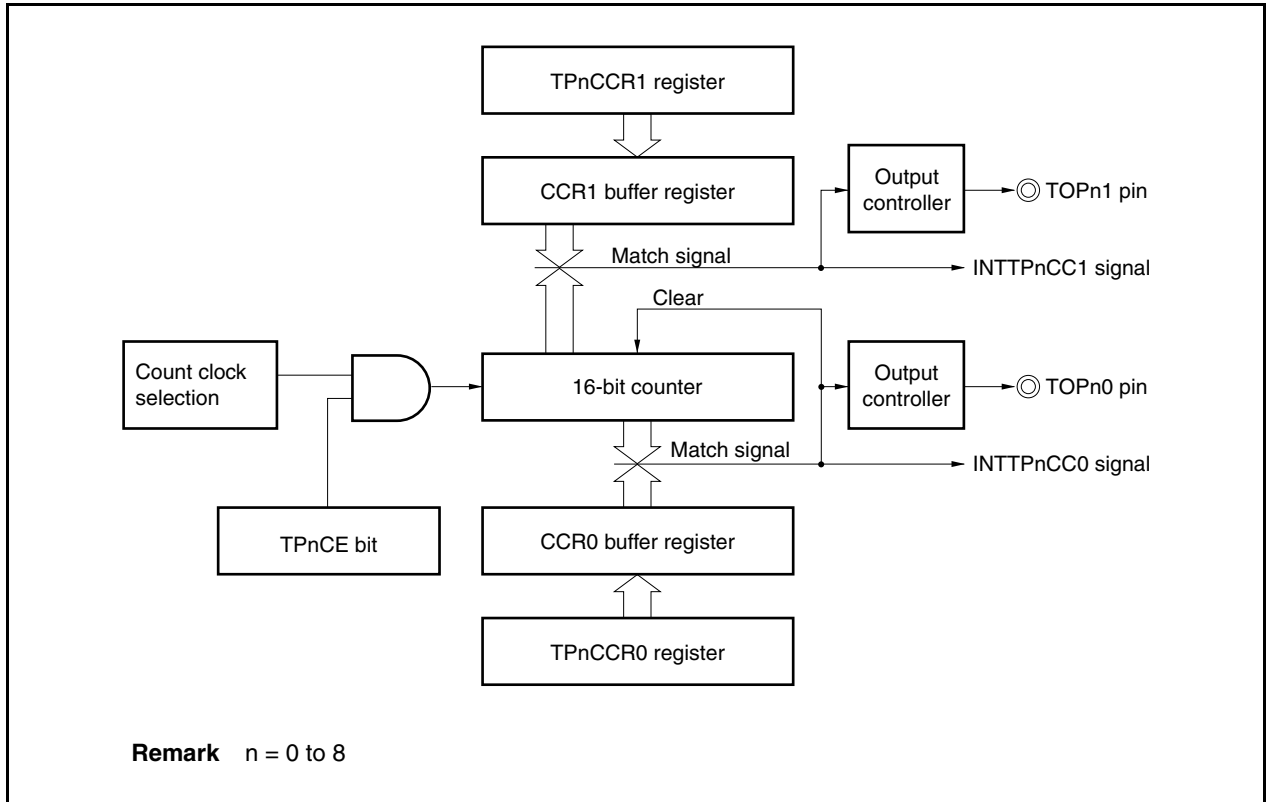 TPnCCR1 register
CCR1 buffer register
Output
controller
TOPn1 pin
Match signal
INTTPnCC1 signal
Clear
Count clock
selection
16-bit counter
Output
controller
TOPn0 pin
Match signal
INTTPnCC0 signal
TPnCE bit
CCR0 buffer register
TPnCCR0 register
Remark n = 0 to 8